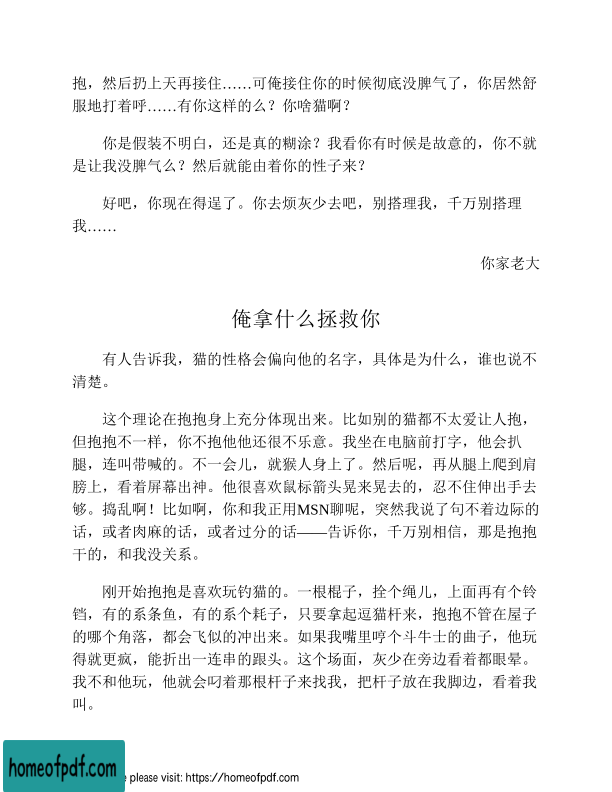 抱，然后扔上天再接住……可俺接住你的时候彻底没脾气了，你居然舒
服地打着呼……有你这样的么？你啥猫啊？
你是假装不明白，还是真的糊涂？我看你有时候是故意的，你不就
是让我没脾气么？然后就能由着你的性子来？
好吧，你现在得逞了。你去烦灰少去吧，别搭理我，千万别搭理
我……
你家老大
俺拿什么拯救你
有人告诉我，猫的性格会偏向他的名字，具体是为什么，谁也说不
清楚。
这个理论在抱抱身上充分体现出来。比如别的猫都不太爱让人抱，
但抱抱不一样，你不抱他他还很不乐意。我坐在电脑前打字，他会扒
腿，连叫带喊的。不一会儿，就猴人身上了。然后呢，再从腿上爬到肩
膀上，看着屏幕出神。他很喜欢鼠标箭头晃来晃去的，忍不住伸出手去
够。捣乱啊！比如啊，你和我正用MSN聊呢，突然我说了句不着边际的
话，或者肉麻的话，或者过分的话——告诉你，千万别相信，那是抱抱
干的，和我没关系。
刚开始抱抱是喜欢玩钓猫的。一根棍子，拴个绳儿，上面再有个铃
铛，有的系条鱼，有的系个耗子，只要拿起逗猫杆来，抱抱不管在屋子
的哪个角落，都会飞似的冲出来。如果我嘴里哼个斗牛士的曲子，他玩
得就更疯，能折出一连串的跟头。这个场面，灰少在旁边看着都眼晕。
我不和他玩，他就会叼着那根杆子来找我，把杆子放在我脚边，看着我
叫。
homeofpdf.com
e please visit: https://homeofpdf.com